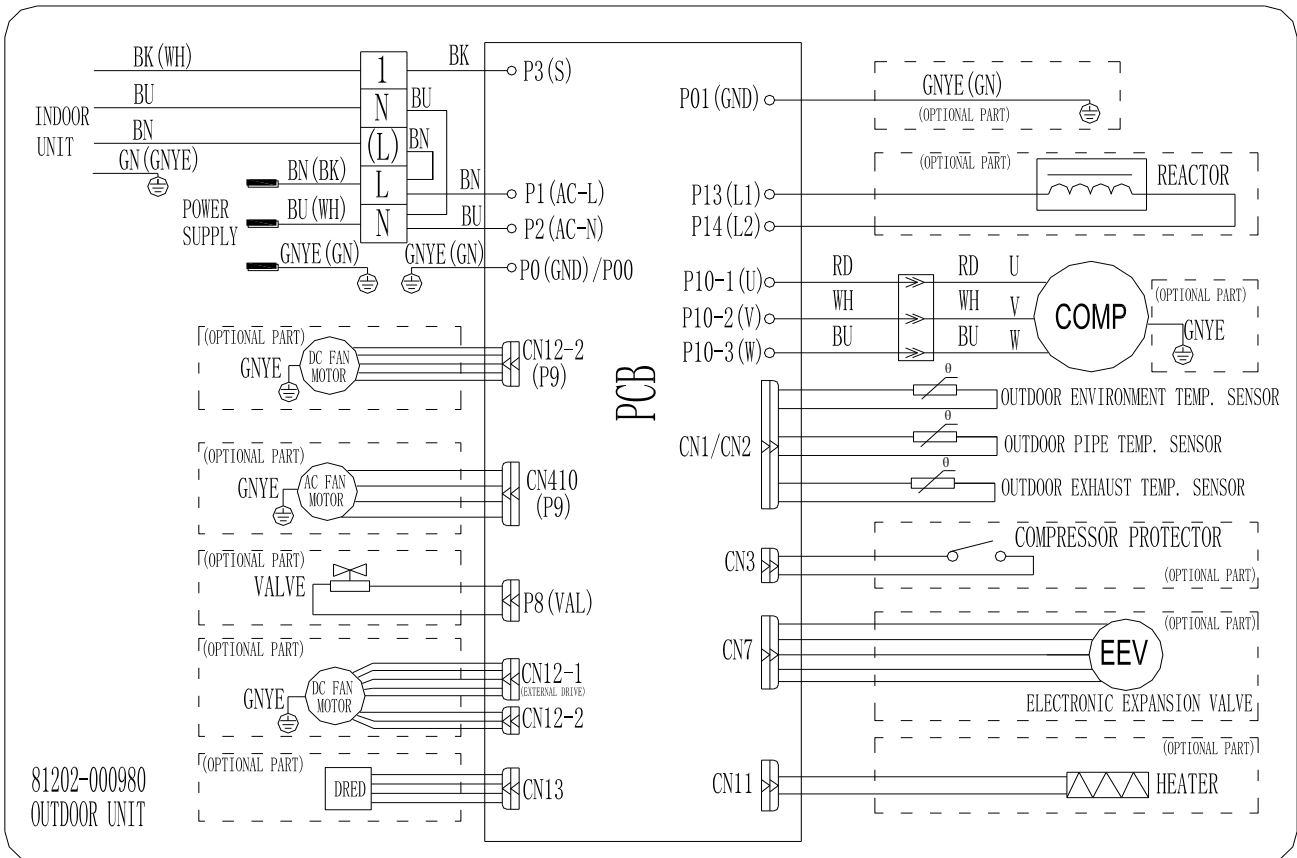 BK(WH)
BU
INDOOR
UNIT
BN
GN(GNYE)
1
N
(L)
L
N
BK
BU
BN
BN
BU
P3(S)
P1(AC-L)
P2(AC-N)
P0(GND)/P00
POWER
SUPPLY
BN(BK)
BU(WH)
GNYE(GN)
GNYE(GN)
(OPTIONAL PART)
GNYE
DC FAN
MOTOR
CN12-2
(P9)
(OPTIONAL PART)
GNYE
AC FAN
MOTOR
CN410
(P9)
(OPTIONAL PART)
VALVE
P8(VAL)
(OPTIONAL PART)
GNYE
DC FAN
MOTOR
CN12-1
(EXTERNAL DRIVE)
CN12-2
(OPTIONAL PART)
DRED
CN13
81202-000980
OUTDOOR UNIT
PCB
P01(GND)
GNYE(GN)
(OPTIONAL PART)
(OPTIONAL PART)
REACTOR
P13(L1)
P14(L2)
P10-1(U)
RD
RD
U
P10-2(V)
WH
WH
V
P10-3(W)
BU
BU
W
COMP
(OPTIONAL PART)
GNYE
CN1/CN2
θ
OUTDOOR ENVIRONMENT TEMP. SENSOR
θ
OUTDOOR PIPE TEMP. SENSOR
θ
OUTDOOR EXHAUST TEMP. SENSOR
CN3
COMPRESSOR PROTECTOR
(OPTIONAL PART)
CN7
(OPTIONAL PART)
EEV
ELECTRONIC EXPANSION VALVE
(OPTIONAL PART)
CN11
HEATER